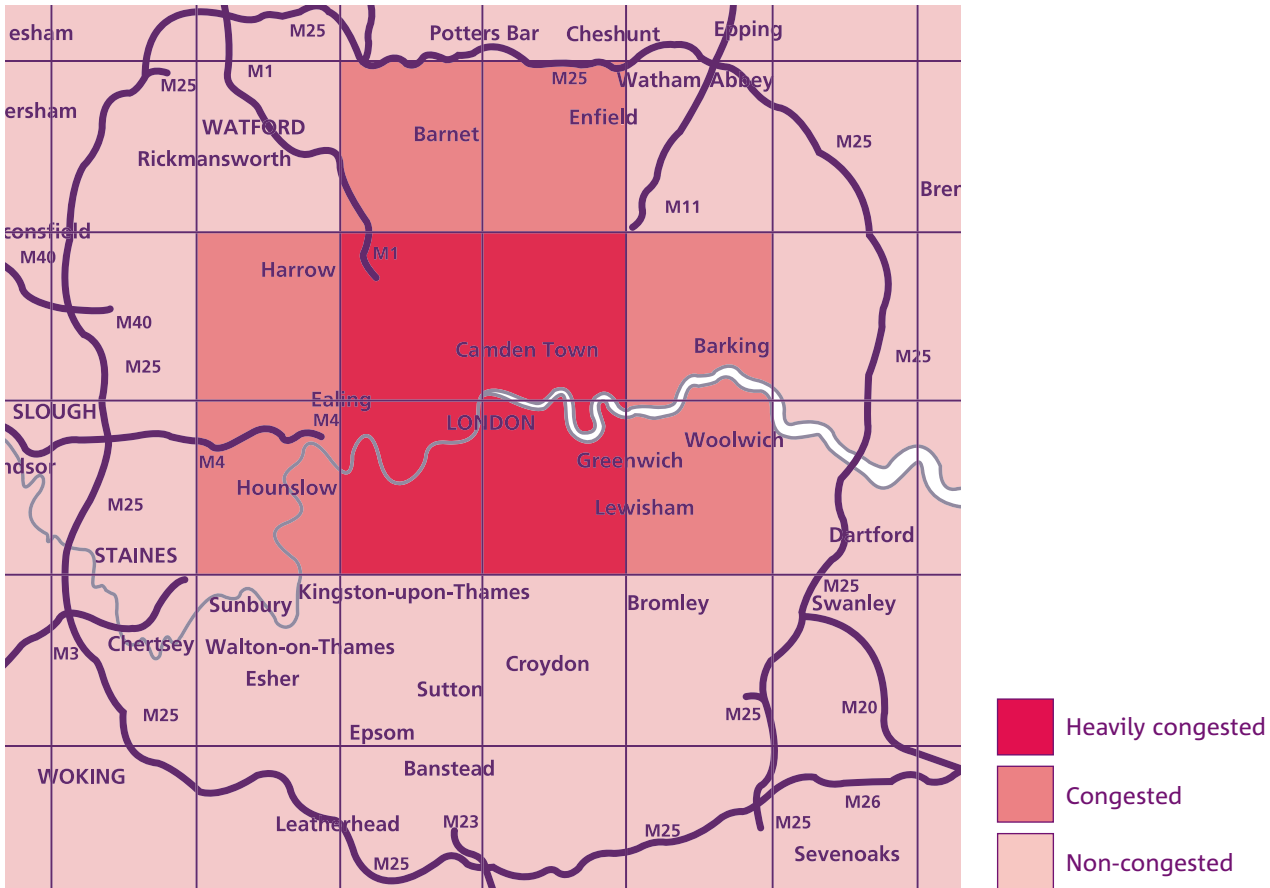 esham
M25
Potters Bar
Cheshunt
Epping
M1
M25
M25
Watham Abbey
ersham
WATFORD
Barnet
Enfield
Rickmansworth
M25
Bren
M11
consfield
M40
Harrow
M1
M40
M25
Camden Town
Barking
M25
Ealing
SLOUGH
M4
LONDON
Woolwich
ndsor
M4
Greenwich
Hounslow
M25
Lewisham
STAINES
Dartford
M25
Kingston-upon-Thames
Sunbury
Bromley
Swanley
M3
Chertsey
Walton-on-Thames
Croydon
Esher
Sutton
M25
M25
M20
Epsom
WOKING
Banstead
Leatherhead
M23
M25
M25
M25
M26
Sevenoaks
Heavily congested
Congested
Non-congested